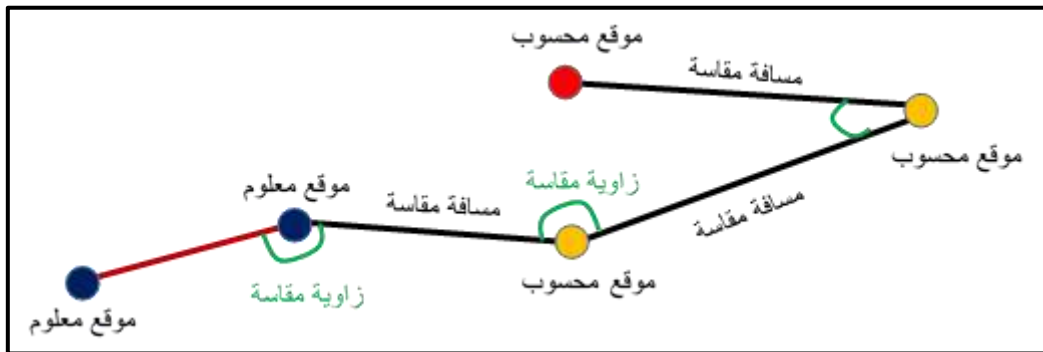 موقع محسوب
مسافة مقاسة
موقع محسوب
زاوية مقاسة
موقع معلوم
مسافة مقاسة
مسافة مقاسة
موقع محسوب
زاوية مقاسة
موقع معلوم